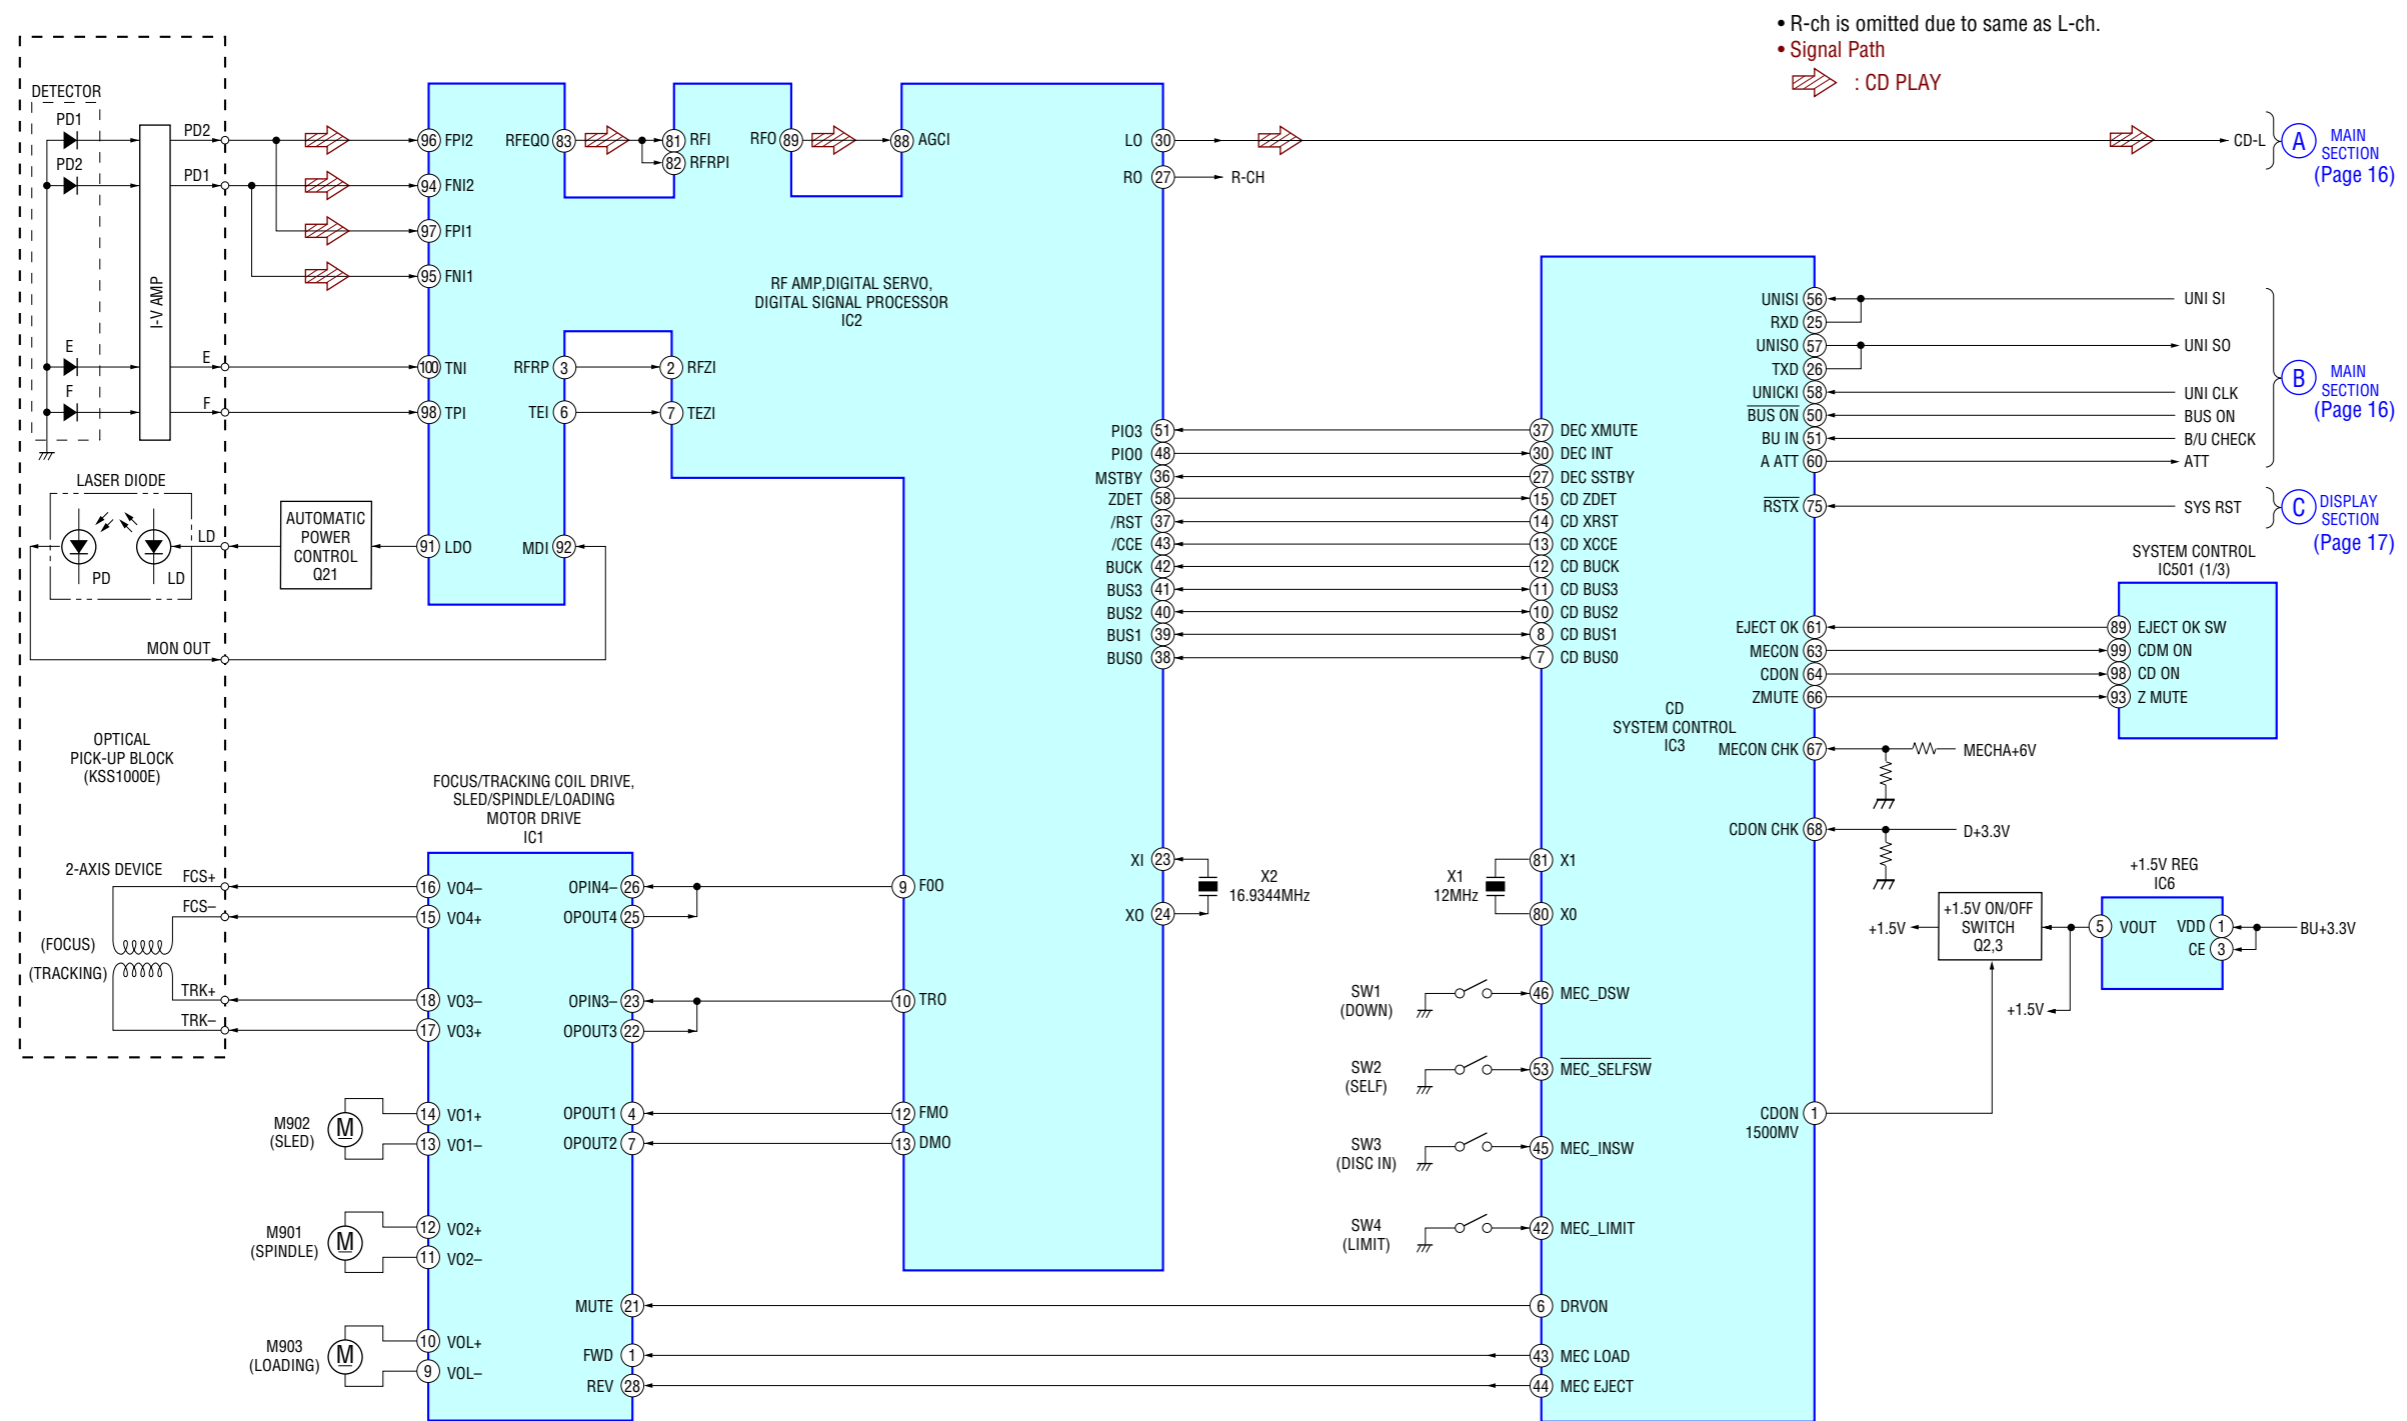 • R-ch is omitted due to same as L-ch.
• Signal Path
: CD PLAY
DETECTOR
PD1
PD2
E
F
I-V AMP
PD2
PD1
E
F
LASER DIODE
PD
LD
LD
MON OUT
AUTOMATIC
POWER
CONTROL
Q21
OPTICAL
PICK-UP BLOCK
(KSS1000E)
2-AXIS DEVICE
FCS+
FCS–
(FOCUS)
(TRACKING)
TRK+
TRK–
96 FPI2
94 FNI2
97 FPI1
95 FNI1
100 TNI
98 TPI
91 LDO
RFEQO 83
81 RFI
82 RFRPI
RFO 89
88 AGCI
RFRP 3
2 RFZI
TEI 6
7 TEZI
MDI 92
RF AMP,DIGITAL SERVO,
DIGITAL SIGNAL PROCESSOR
IC2
LO 30
RO 27
R-CH
CD-L
A
MAIN
SECTION
(Page 16)
PIO3 51
PIO0 48
MSTBY 36
ZDET 58
/RST 37
/CCE 43
BUCK 42
BUS3 41
BUS2 40
BUS1 39
BUS0 38
XI 23
XO 24
X2
16.9344MHz
9 F0O
10 TRO
12 FMO
13 DMO
FOCUS/TRACKING COIL DRIVE,
SLED/SPINDLE/LOADING
MOTOR DRIVE
IC1
16 VO4–
15 VO4+
18 VO3–
17 VO3+
14 VO1+
13 VO1–
12 VO2+
11 VO2–
10 VOL+
9 VOL–
OPIN4– 26
OPOUT4 25
OPIN3– 23
OPOUT3 22
OPOUT1 4
OPOUT2 7
MUTE 21
FWD 1
REV 28
M902
(SLED)
M
M901
(SPINDLE)
M
M903
(LOADING)
M
37 DEC XMUTE
30 DEC INT
27 DEC SSTBY
15 CD ZDET
14 CD XRST
13 CD XCCE
12 CD BUCK
11 CD BUS3
10 CD BUS2
8 CD BUS1
7 CD BUS0
CD
SYSTEM CONTROL
IC3
81 X1
80 X0
X1
12MHz
SW1
(DOWN)
46 MEC_DSW
SW2
(SELF)
53 MEC_SELFSW
SW3
(DISC IN)
45 MEC_INSW
SW4
(LIMIT)
42 MEC_LIMIT
6 DRVON
43 MEC LOAD
44 MEC EJECT
UNISI 56
RXD 25
UNISO 57
TXD 26
UNICKI 58
BUS ON 50
BU IN 51
A ATT 60
RSTX 75
UNI SI
UNI SO
UNI CLK
BUS ON
B/U CHECK
ATT
SYS RST
B
MAIN
SECTION
(Page 16)
C
DISPLAY
SECTION
(Page 17)
SYSTEM CONTROL
IC501 (1/3)
EJECT OK 61
MECON 63
CDON 64
ZMUTE 66
89 EJECT OK SW
99 CDM ON
98 CD ON
93 Z MUTE
MECON CHK 67
MECHA+6V
CDON CHK 68
D+3.3V
+1.5V REG
IC6
+1.5V
+1.5V ON/OFF
SWITCH
Q2,3
5 VOUT
VDD 1
CE 3
BU+3.3V
+1.5V
CDON 1
1500MV